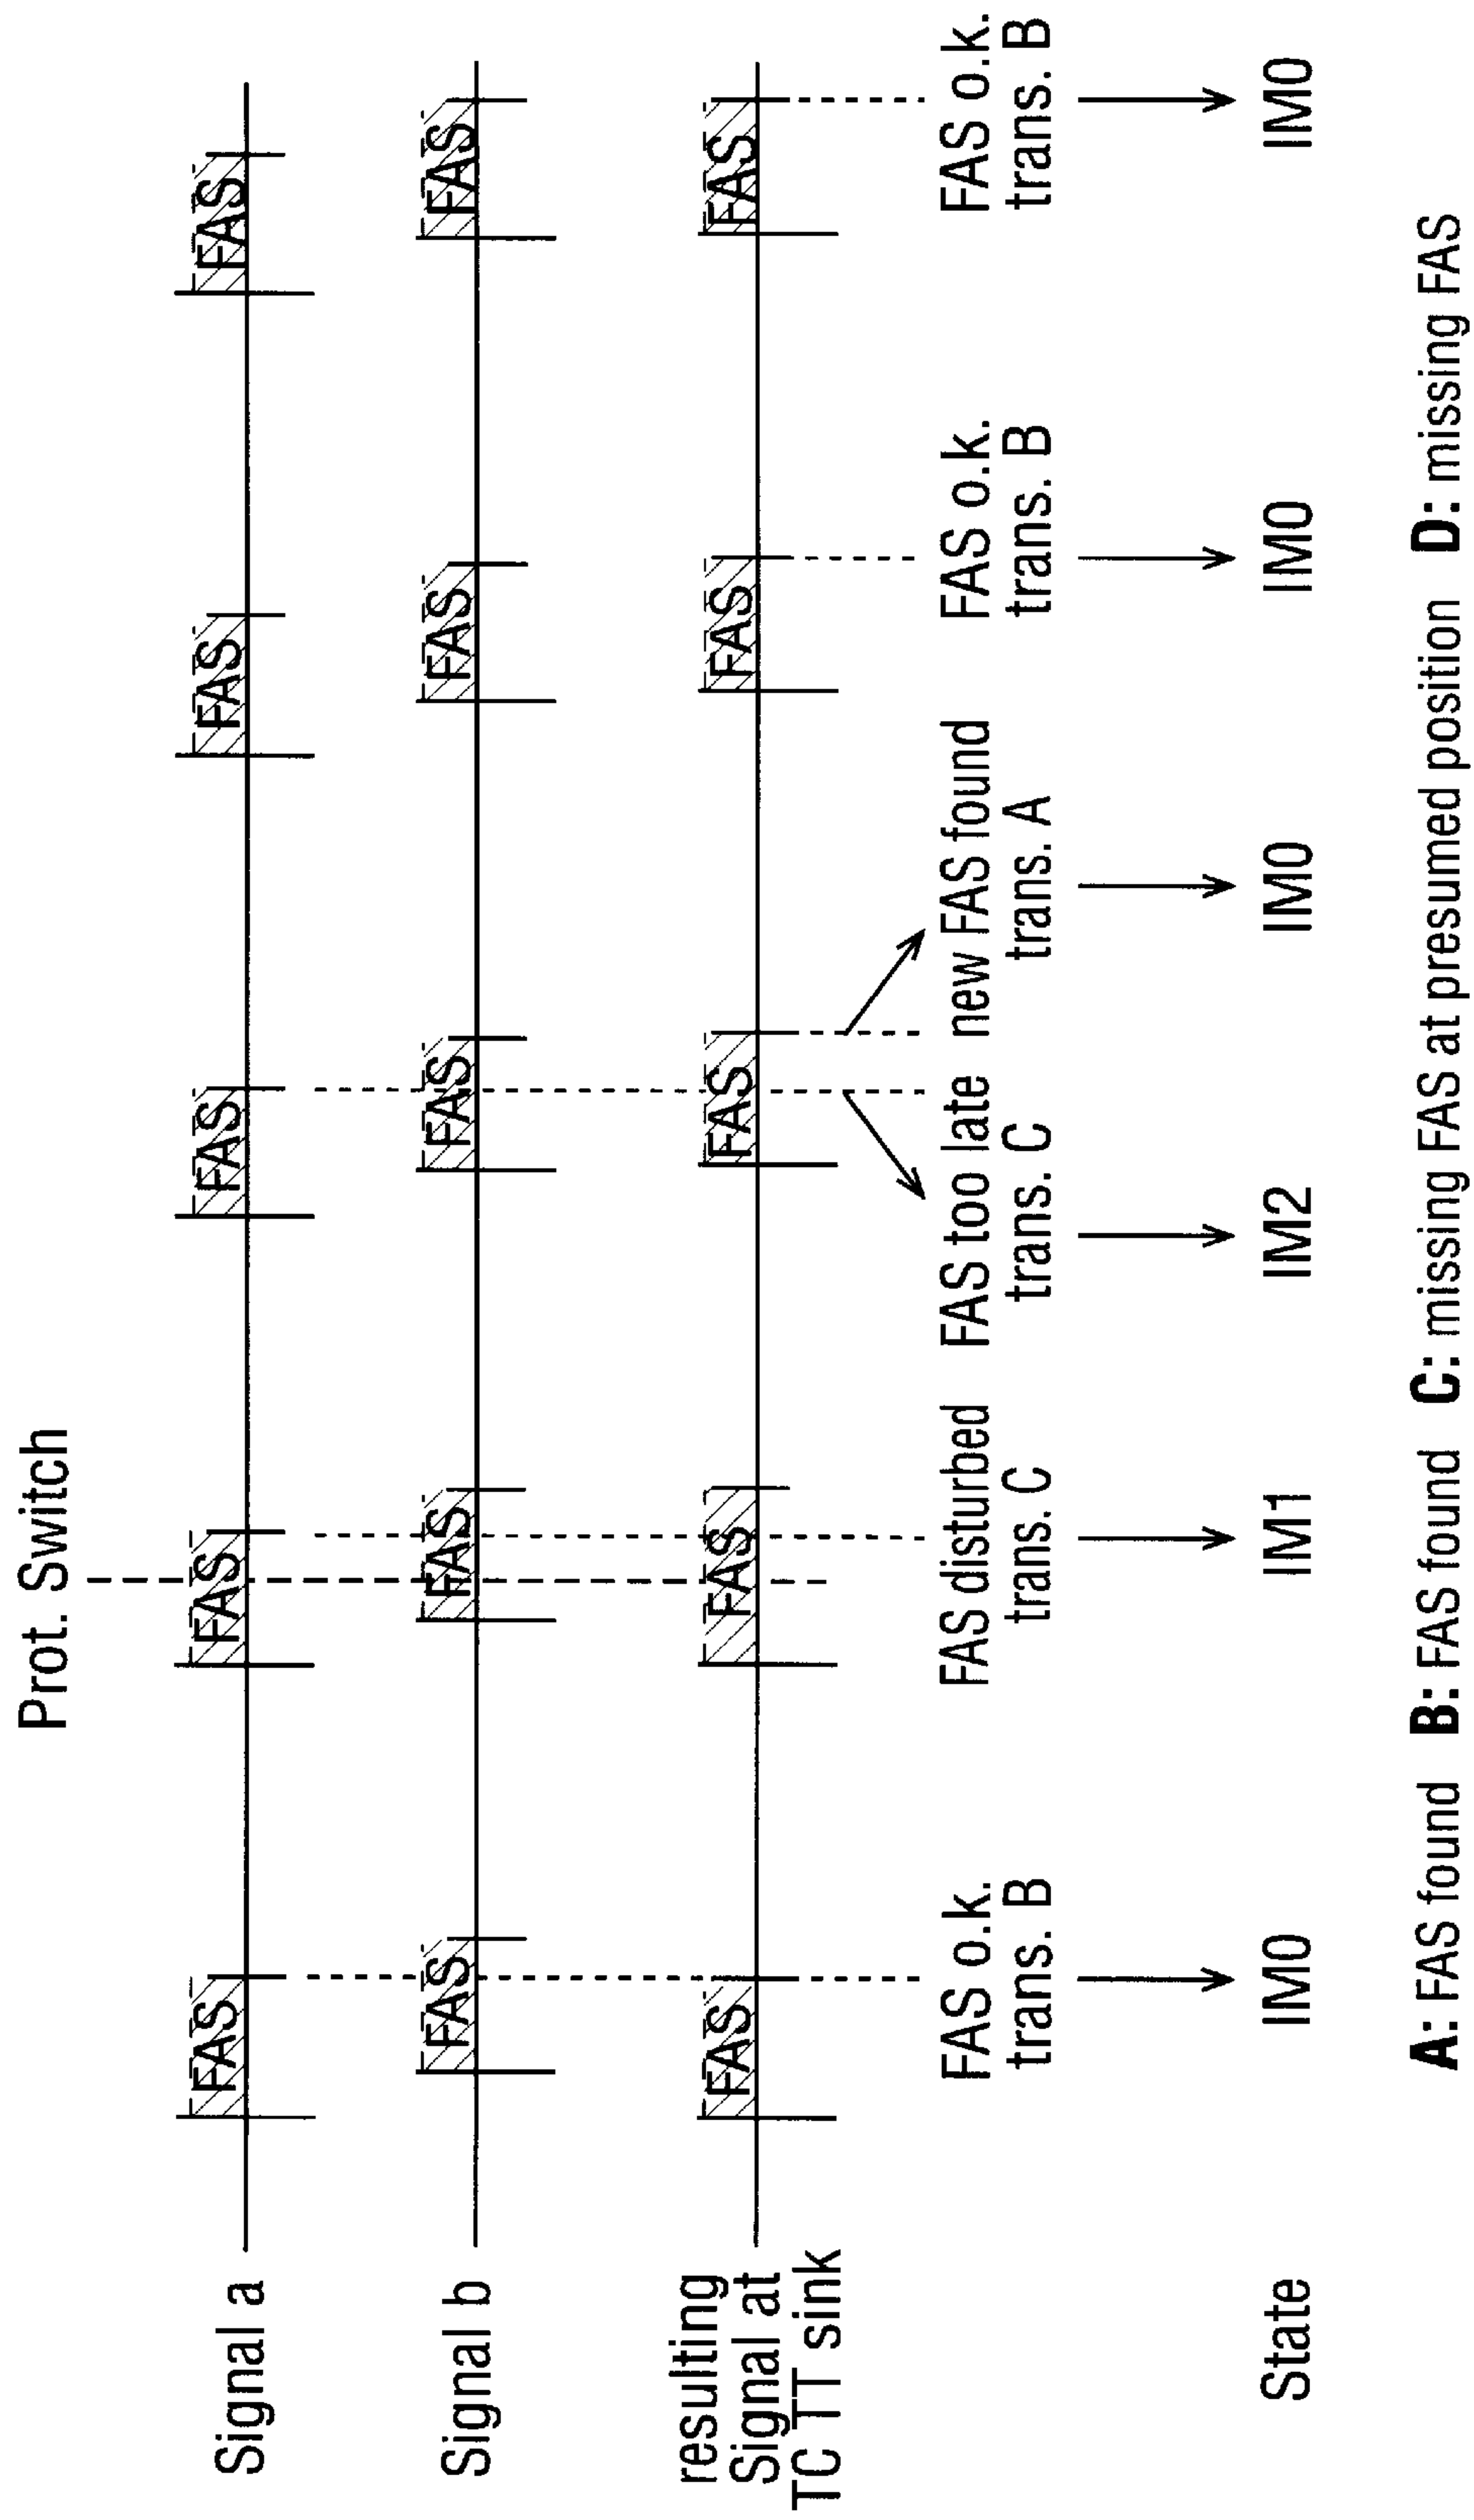 Prot. Switch
Signal a
FAS FAS FAS FAS FAS
Signal b
FAS FAS FAS FAS FAS
resulting
Signal at
TC TT sink
FAS FAS FAS FAS FAS
FAS o.k. FAS disturbed FAS too late new FAS found FAS o.k. FAS o.k.
trans. B trans. C trans. C trans. A trans. B trans. B
State IM0 IM1 IM2 IM0 IM0 IM0
A: FAS found B: FAS found C: missing FAS at presumed position D: missing FAS